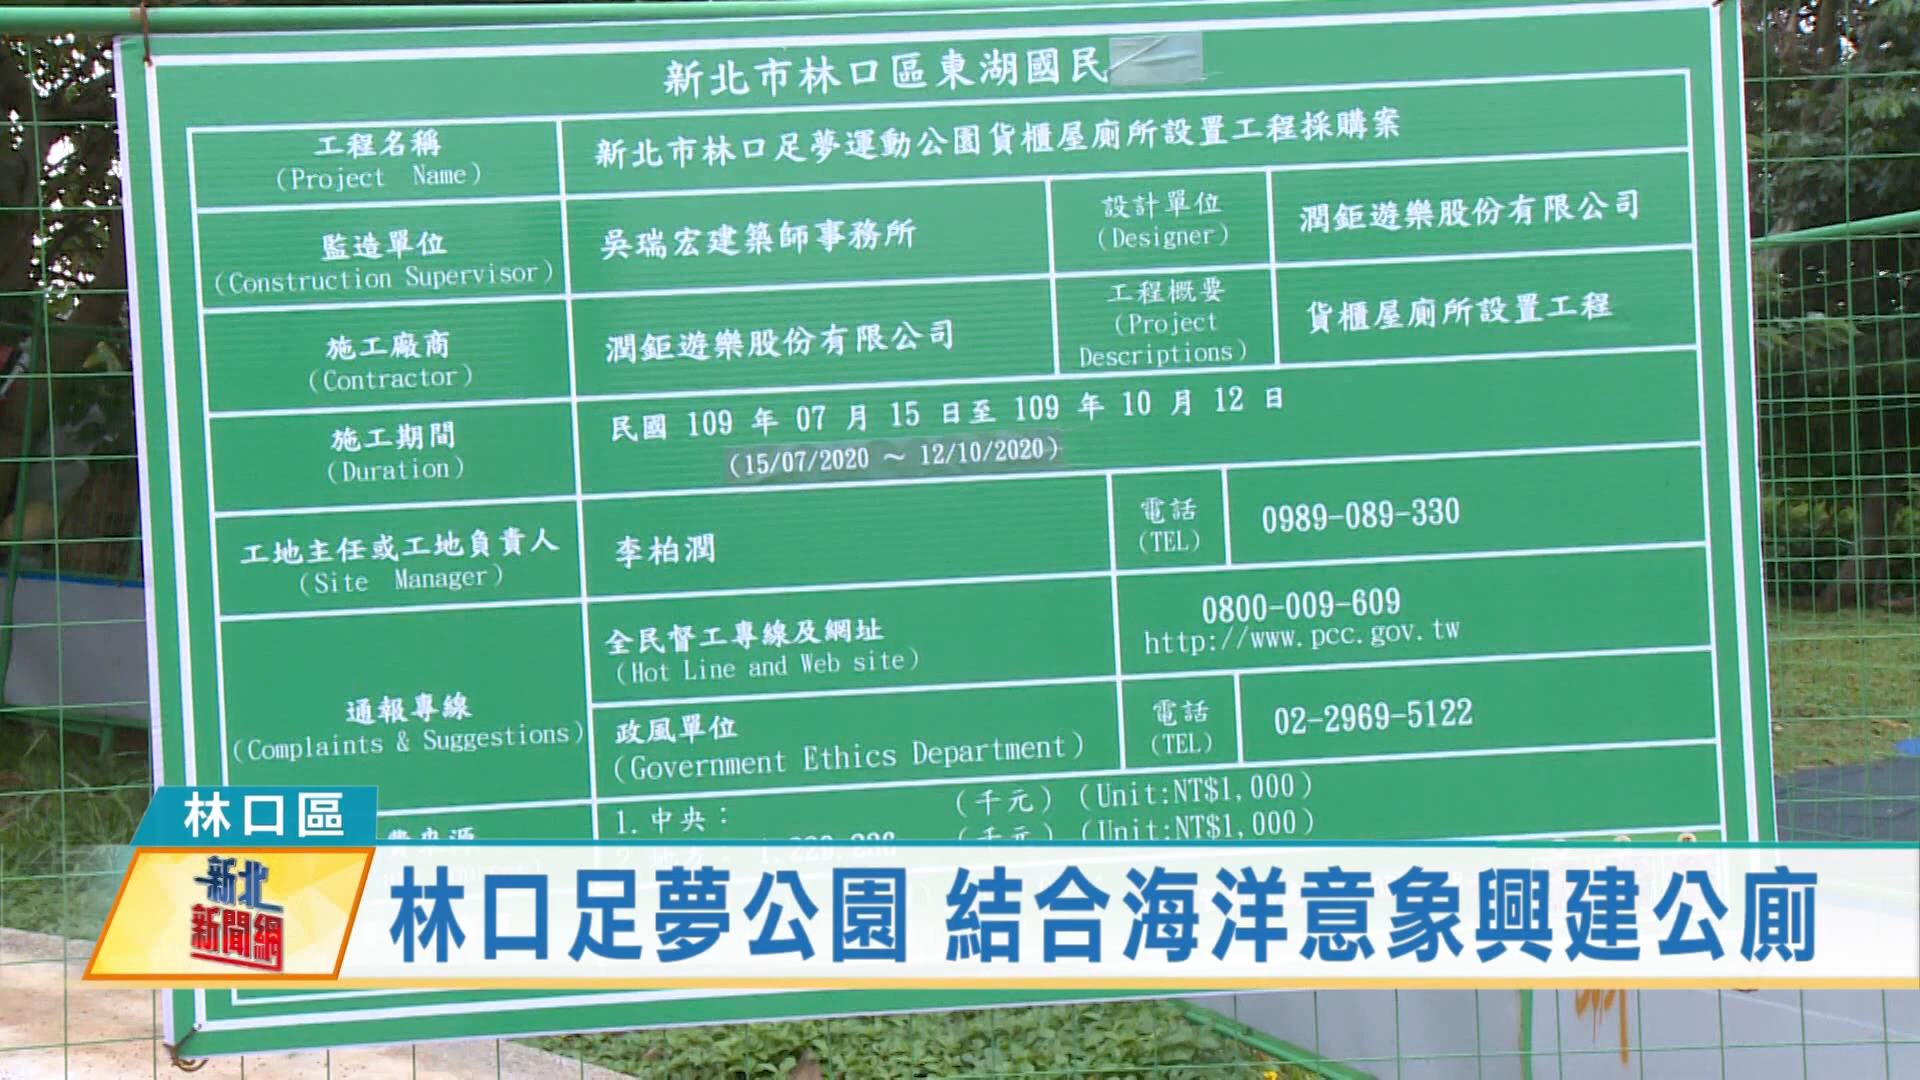 新北市林口區東湖國民
工程名稱
(Project Name)
新北市林口足夢運動公園貨櫃屋廁所設置工程採購案
監造單位
(Construction Supervisor)
吳瑞宏建築師事務所
設計單位
(Designer)
潤鉅遊樂股份有限公司
施工廠商
(Contractor)
潤鉅遊樂股份有限公司
工程概要
(Project
Descriptions)
貨櫃屋廁所設置工程
施工期間
(Duration)
民國 109 年 07 月 15 日至 109 年 10 月 12 日
(15/07/2020 ~ 12/10/2020)
工地主任或工地負責人
(Site Manager)
李柏潤
電話
(TEL)
0989-089-330
通報專線
(Complaints & Suggestions)
全民督工專線及網址
(Hot Line and Web site)
0800-009-609
http://www.pcc.gov.tw
政風單位
(Government Ethics Department)
電話
(TEL)
02-2969-5122
1. 中央: (千元) (Unit:NT$1,000)
(千元) (Unit:NT$1,000)
林口區
新北
新聞網
林口足夢公園 結合海洋意象興建公廁